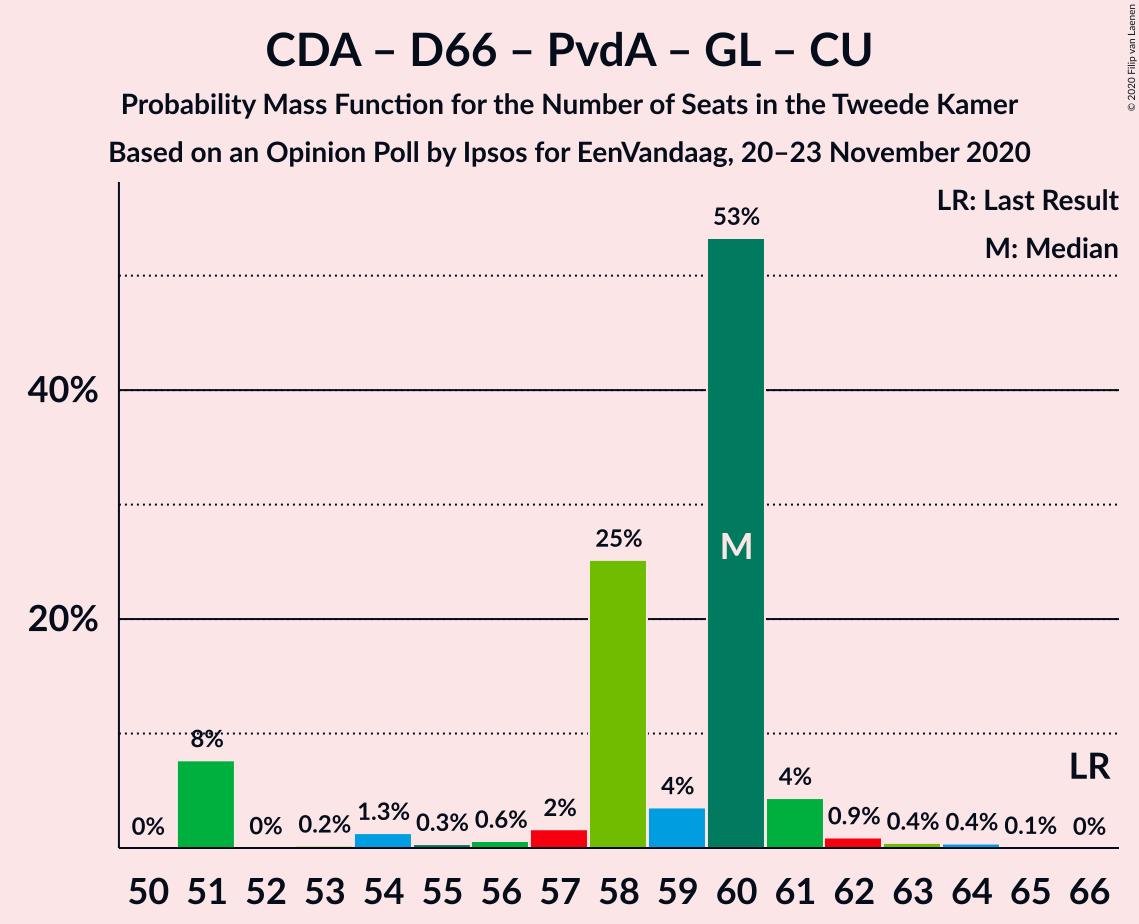 CDA – D66 – PvdA – GL – CU
Probability Mass Function for the Number of Seats in the Tweede Kamer
Based on an Opinion Poll by Ipsos for EenVandaag, 20–23 November 2020
© 2020 Filip van Laenen
LR: Last Result
M: Median
53%
40%
M
25%
20%
8%
LR
0%
0%
0.2%
1.3%
0.3%
0.6%
2%
4%
4%
0.9%
0.4%
0.4%
0.1%
0%
50 51 52 53 54 55 56 57 58 59 60 61 62 63 64 65 66